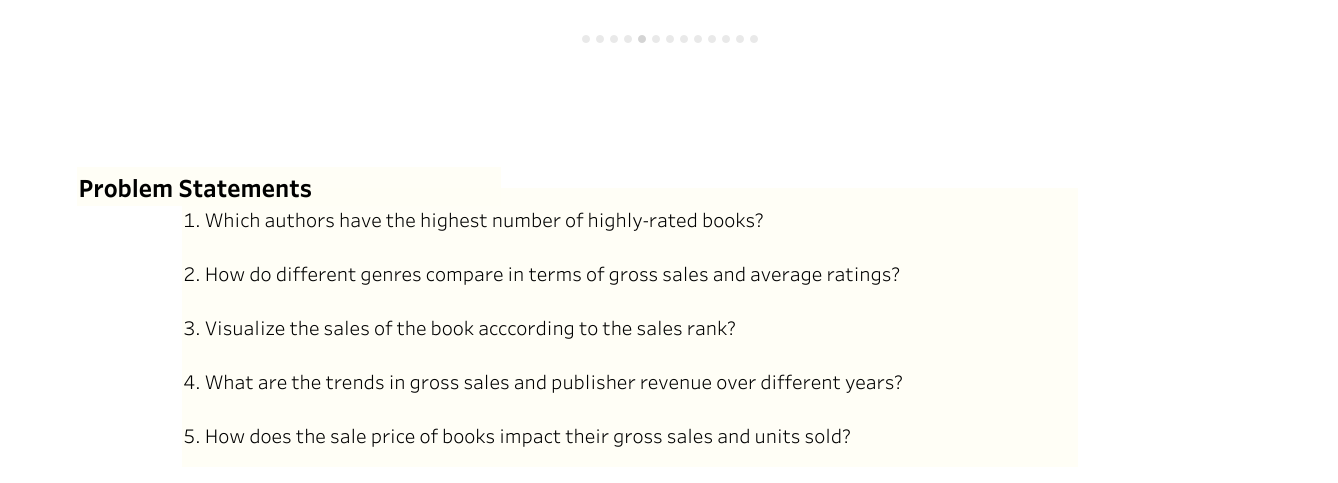 Problem Statements
1. Which authors have the highest number of highly-rated books?
2. How do different genres compare in terms of gross sales and average ratings?
3. Visualize the sales of the book acccording to the sales rank?
4. What are the trends in gross sales and publisher revenue over different years?
5. How does the sale price of books impact their gross sales and units sold?